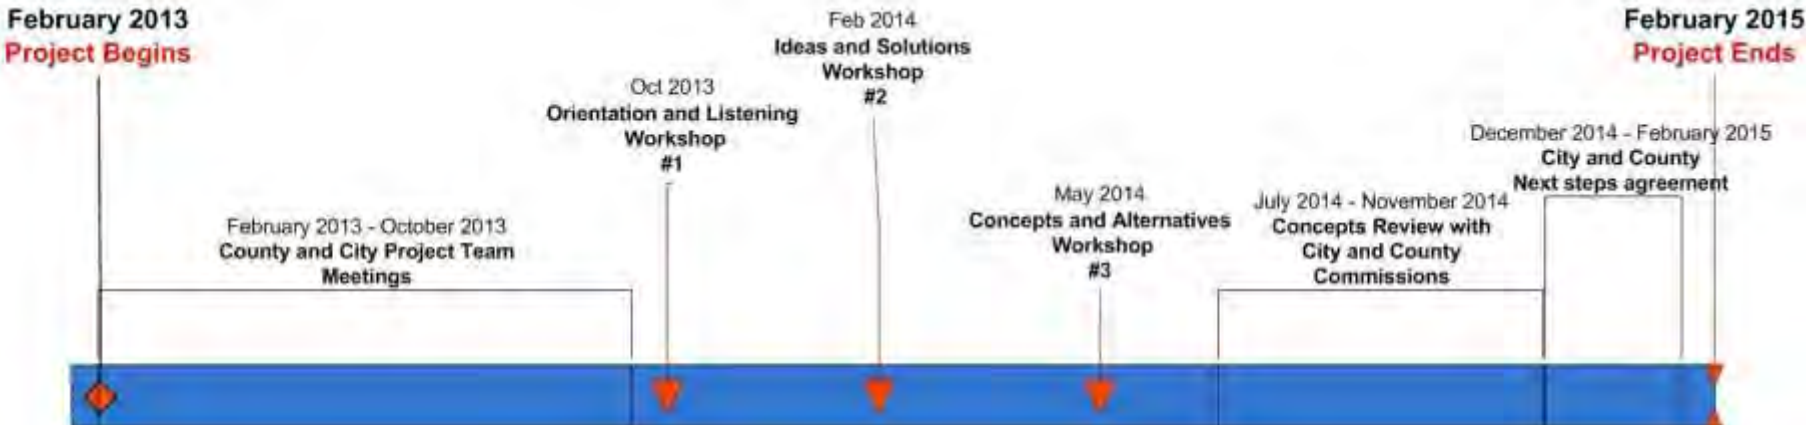 February 2013
Project Begins
February 2013 - October 2013
County and City Project Team
Meetings
Oct 2013
Orientation and Listening
Workshop
#1
Feb 2014
Ideas and Solutions
Workshop
#2
May 2014
Concepts and Alternatives
Workshop
#3
July 2014 - November 2014
Concepts Review with
City and County
Commissions
December 2014 - February 2015
City and County
Next steps agreement
February 2015
Project Ends